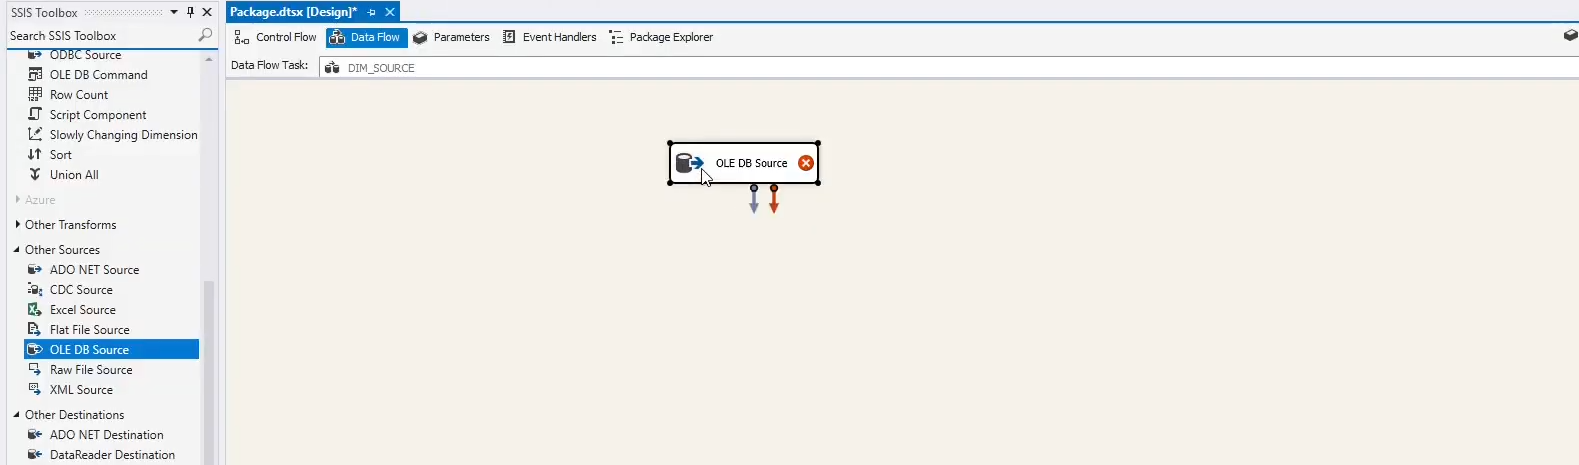 SSIS Toolbox
Search SSIS Toolbox
ODBC Source
OLE DB Command
Row Count
Script Component
Slowly Changing Dimension
Sort
Union All
Azure
Other Transforms
Other Sources
ADO NET Source
CDC Source
Excel Source
Flat File Source
OLE DB Source
Raw File Source
XML Source
Other Destinations
ADO NET Destination
DataReader Destination
Package.dtsx [Design]*
Control Flow Data Flow Parameters Event Handlers Package Explorer
Data Flow Task: DIM_SOURCE
OLE DB Source